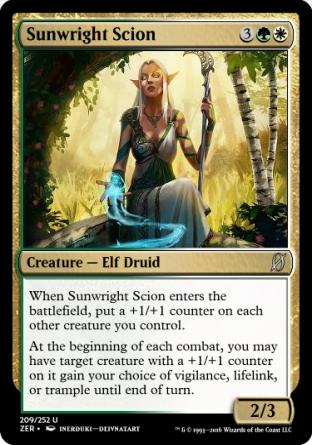 Sunwright Scion 3
Creature — Elf Druid
When Sunwright Scion enters the
battlefield, put a +1/+1 counter on each
other creature you control.
At the beginning of each combat, you may
have target creature with a +1/+1 counter
on it gain your choice of vigilance, lifelink,
or trample until end of turn.
2/3
209/252 U
ZER • INERDUKI—DEIVNATART
™ & © 1993–2016 Wizards of the Coast LLC